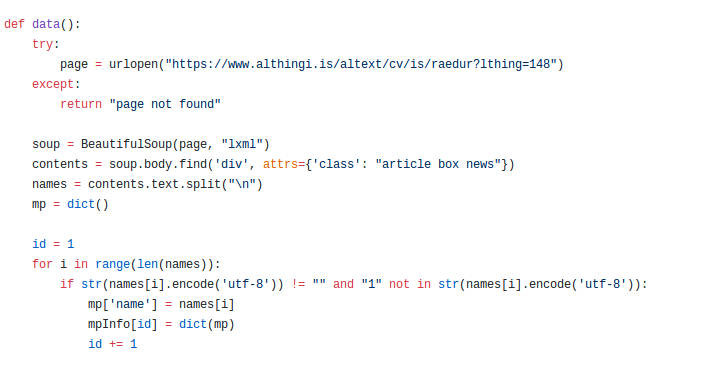 def data():
    try:
        page = urlopen("https://www.althingi.is/altext/cv/is/raedur?lthing=148")
    except:
        return "page not found"

    soup = BeautifulSoup(page, "lxml")
    contents = soup.body.find('div', attrs={'class': "article box news"})
    names = contents.text.split("\n")
    mp = dict()

    id = 1
    for i in range(len(names)):
        if str(names[i].encode('utf-8')) != "" and "1" not in str(names[i].encode('utf-8')):
            mp['name'] = names[i]
            mpInfo[id] = dict(mp)
            id += 1